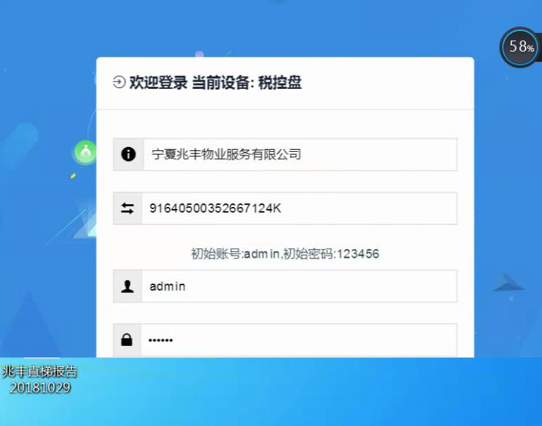 58%
欢迎登录 当前设备: 税控盘
宁夏兆丰物业服务有限公司
91640500352667124K
初始账号:admin,初始密码:123456
admin
••••••
兆丰直梯报告
20181029